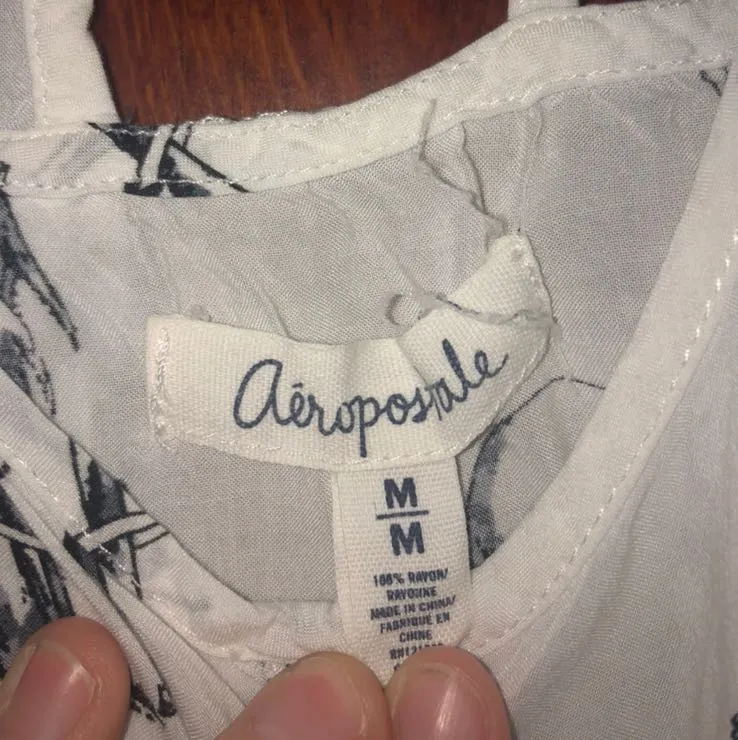 Aéropostale
M
M
100% RAYON/
RAYONNE
MADE IN CHINA/
FABRIQUÉ EN
CHINE